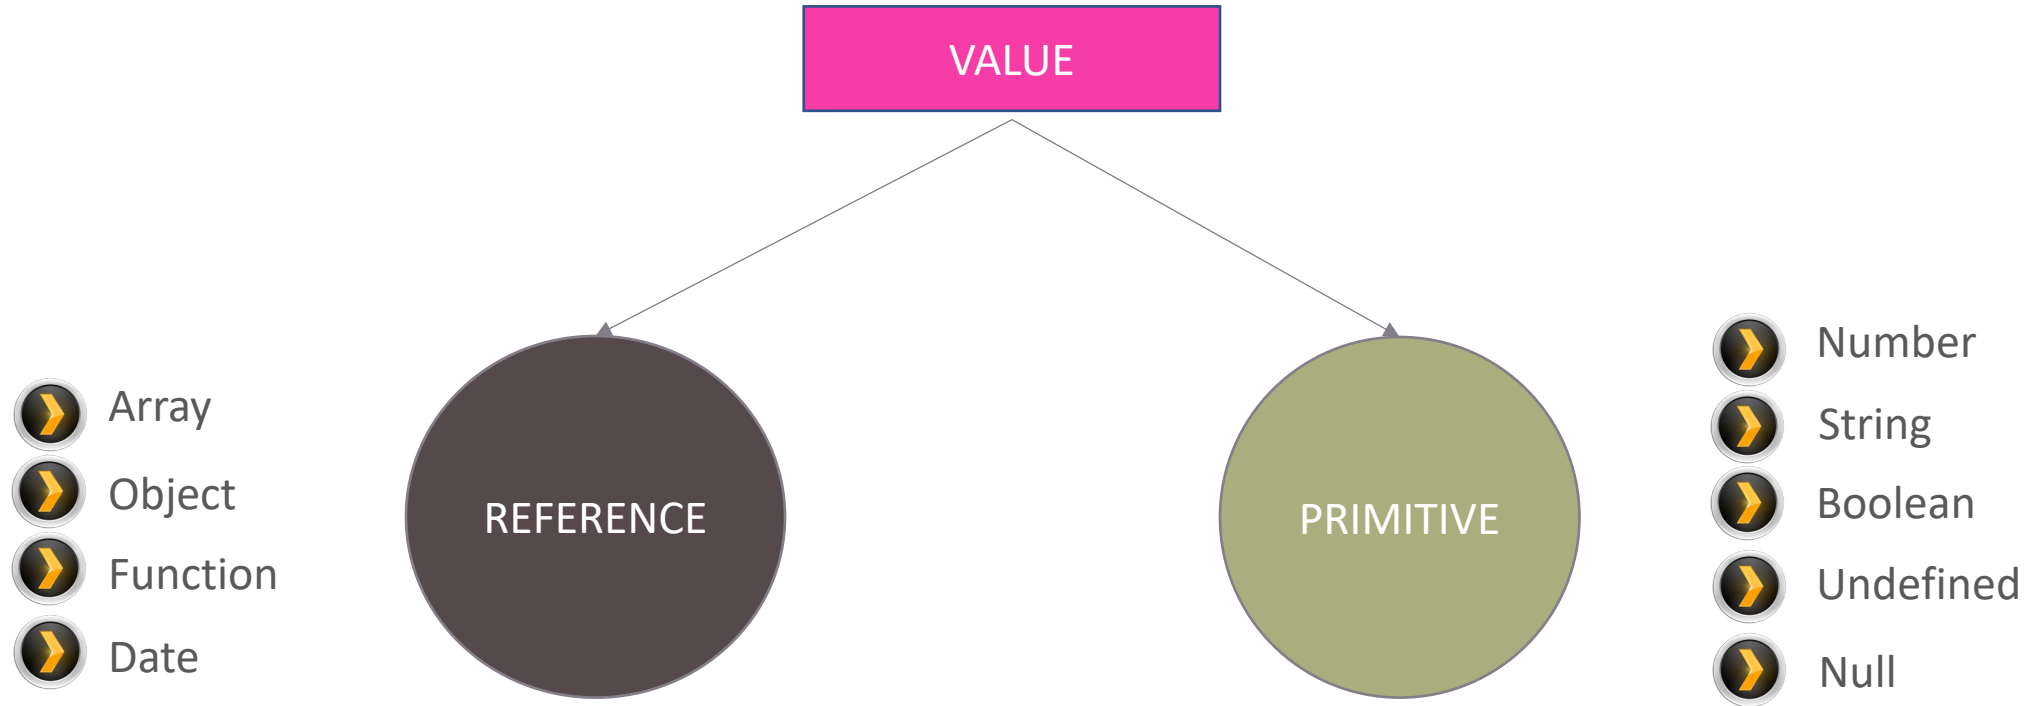 VALUE
REFERENCE
Array
Object
Function
Date
PRIMITIVE
Number
String
Boolean
Undefined
Null